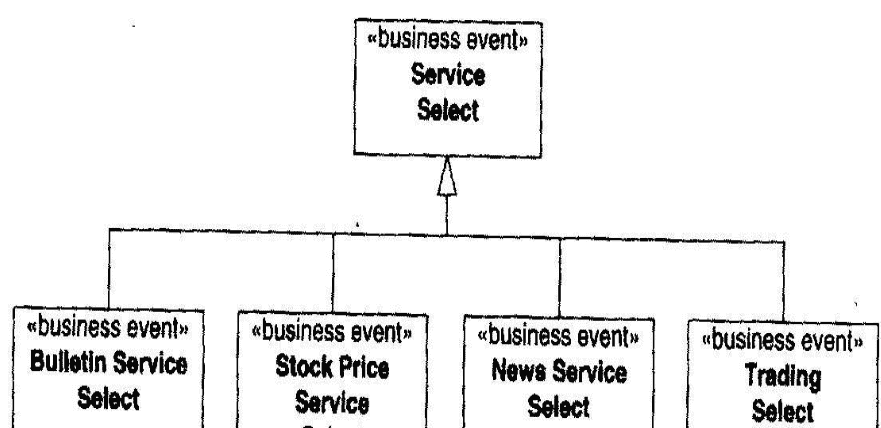 «business event»
Service
Select
«business event»
Bulletin Service
Select
«business event»
Stock Price
Service
«business event»
News Service
Select
«business event»
Trading
Select